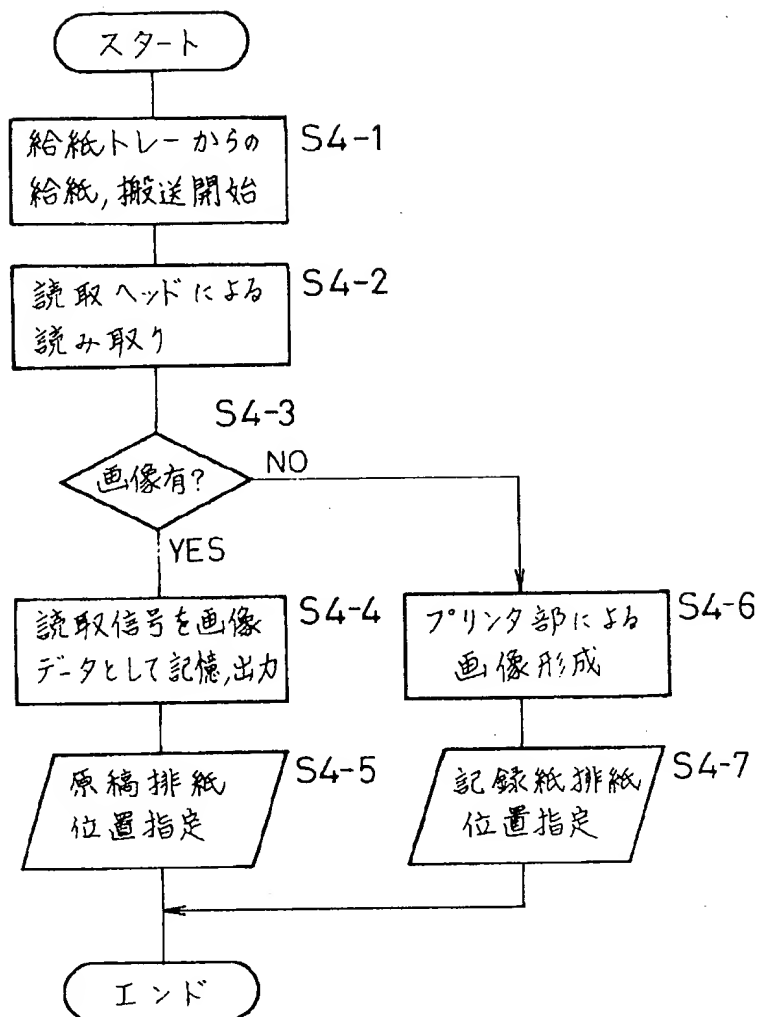 スタート
給紙トレーからの
給紙,搬送開始
S4-1
読取ヘッドによる
読み取り
S4-2
S4-3
画像有?
NO
YES
読取信号を画像
データとして記憶,出力
S4-4
プリンタ部による
画像形成
S4-6
原稿排紙
位置指定
S4-5
記録紙排紙
位置指定
S4-7
エンド